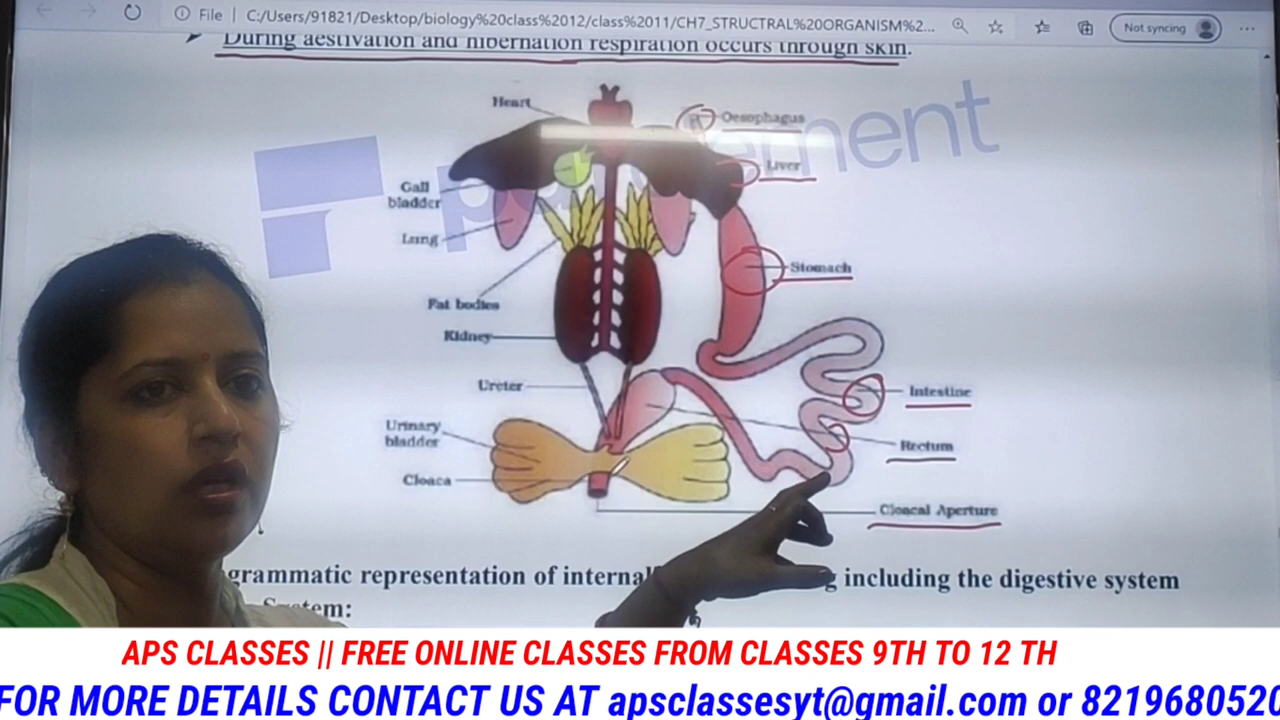 File | C:/Users/91821/Desktop/biology%20class%2012/class%2011/CH7_STRUCTRAL%20ORGANISM%2...
Not syncing
During aestivation and hibernation respiration occurs through skin.
Heart
Oesophagus
Liver
Gall
bladder
Lung
Stomach
Fat bodies
Kidney
Ureter
Intestine
Urinary
bladder
Rectum
Cloaca
Cloacal Aperture
grammatic representation of internal including the digestive system
System:
APS CLASSES || FREE ONLINE CLASSES FROM CLASSES 9TH TO 12 TH
FOR MORE DETAILS CONTACT US AT apsclassesyt@gmail.com or 8219680520